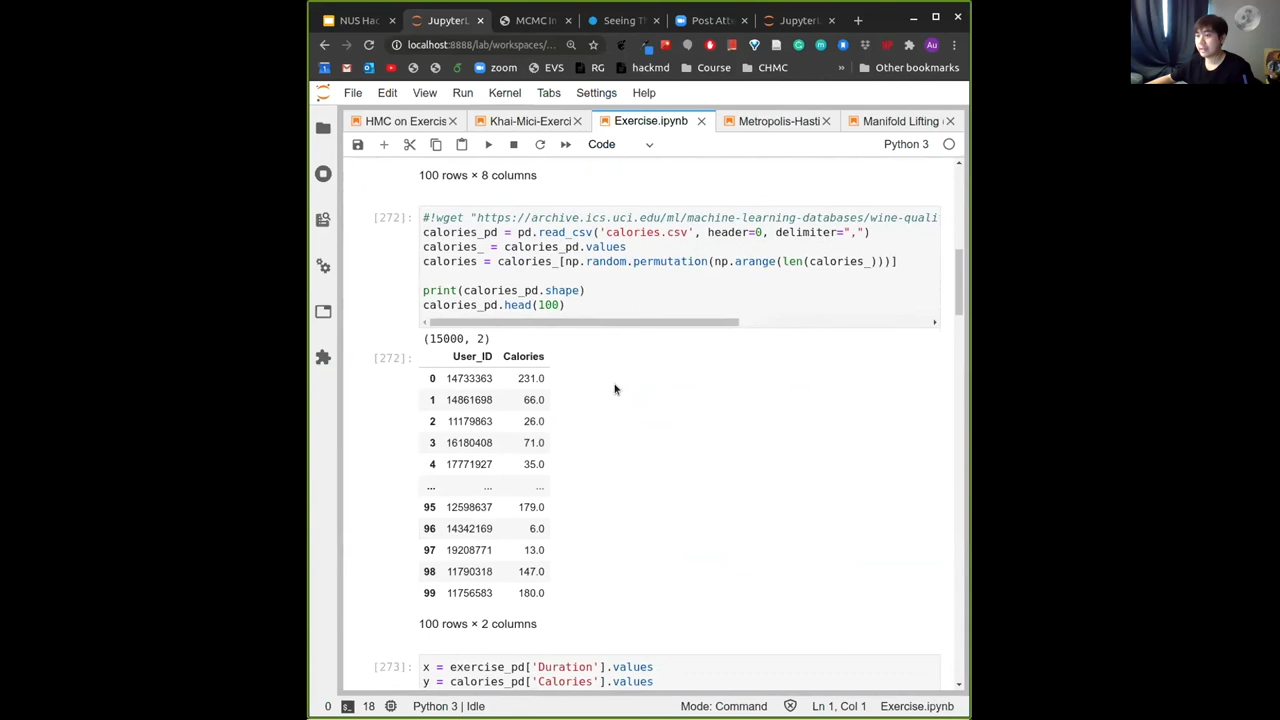 NUS Hac
JupyterL
MCMC In
Seeing Th
Post Atte
JupyterL
localhost:8888/lab/workspaces/...
Au
zoom
EVS
RG
hackmd
Course
CHMC
»
Other bookmarks
File Edit View Run Kernel Tabs Settings Help
HMC on Exercis
Khai-Mici-Exerci
Exercise.ipynb
Metropolis-Hasti
Manifold Lifting
Code
Python 3
100 rows × 8 columns
[272]:
#!wget "https://archive.ics.uci.edu/ml/machine-learning-databases/wine-quali
calories_pd = pd.read_csv('calories.csv', header=0, delimiter=",")
calories_ = calories_pd.values
calories = calories_[np.random.permutation(np.arange(len(calories_)))]
print(calories_pd.shape)
calories_pd.head(100)
(15000, 2)
[272]:
User_ID Calories
0 14733363 231.0
1 14861698 66.0
2 11179863 26.0
3 16180408 71.0
4 17771927 35.0
... ... ...
95 12598637 179.0
96 14342169 6.0
97 19208771 13.0
98 11790318 147.0
99 11756583 180.0
100 rows × 2 columns
[273]:
x = exercise_pd['Duration'].values
y = calories_pd['Calories'].values
0
18
Python 3 | Idle
Mode: Command
Ln 1, Col 1
Exercise.ipynb